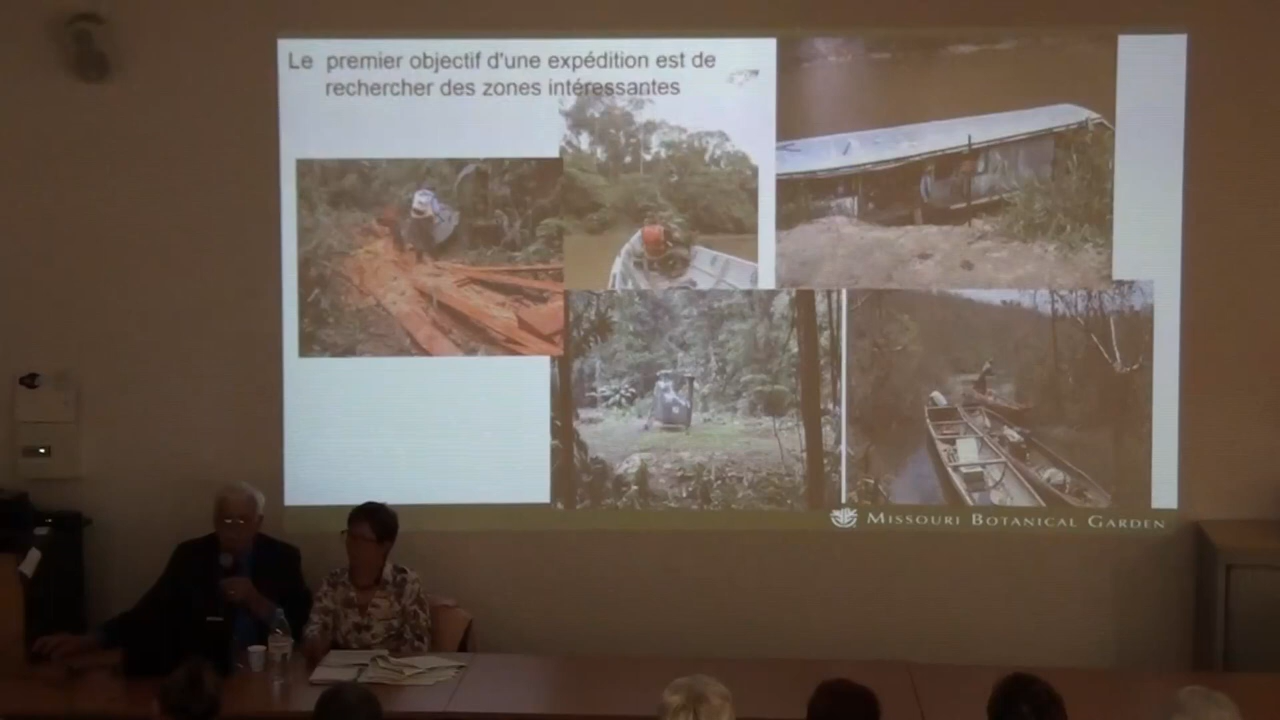 Le premier objectif d'une expédition est de
rechercher des zones intéressantes
MISSOURI BOTANICAL GARDEN